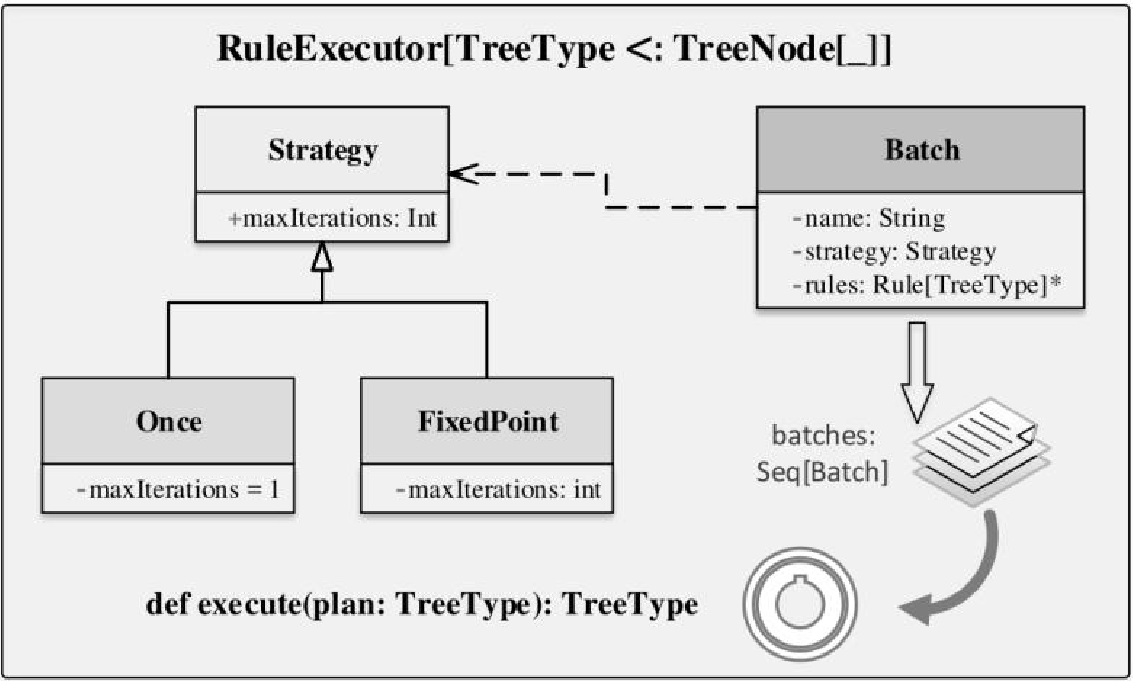 RuleExecutor[TreeType <: TreeNode[_]]
Strategy
+maxIterations: Int
Batch
-name: String
-strategy: Strategy
-rules: Rule[TreeType]*
Once
-maxIterations = 1
FixedPoint
-maxIterations: int
batches:
Seq[Batch]
def execute(plan: TreeType): TreeType